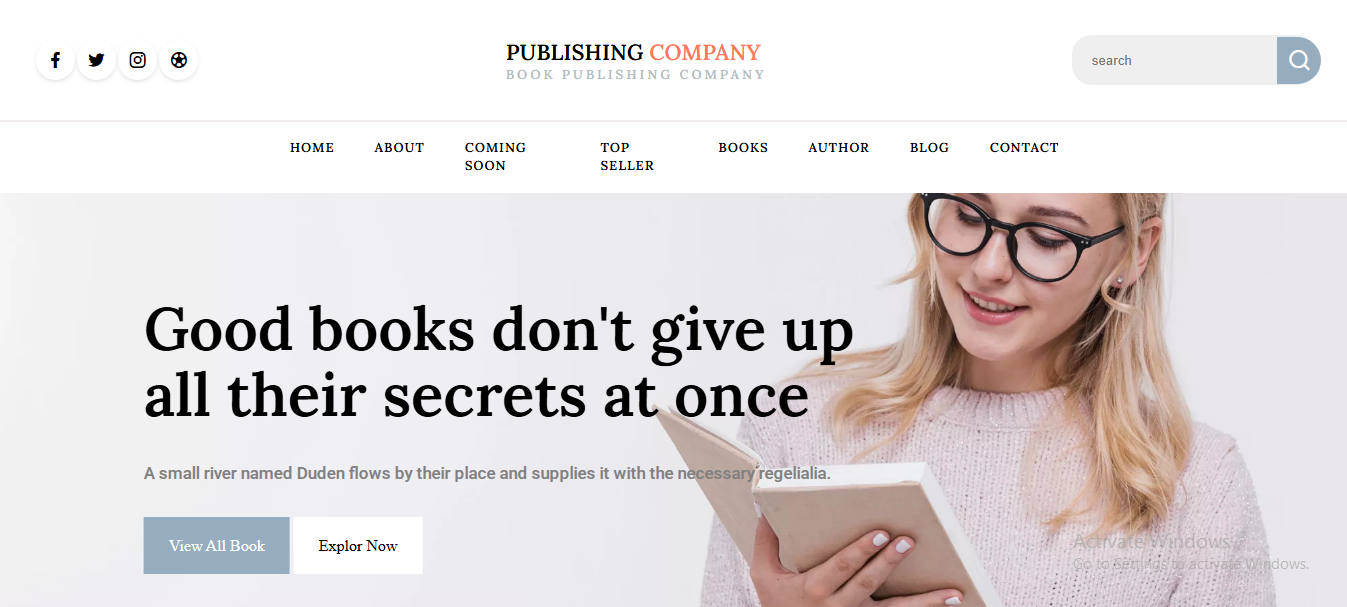 PUBLISHING COMPANY
BOOK PUBLISHING COMPANY
search
HOME
ABOUT
COMING
SOON
TOP
SELLER
BOOKS
AUTHOR
BLOG
CONTACT
Good books don't give up
all their secrets at once
A small river named Duden flows by their place and supplies it with the necessary regelialia.
View All Book
Explor Now
Activate Windows
Go to Settings to activate Windows.